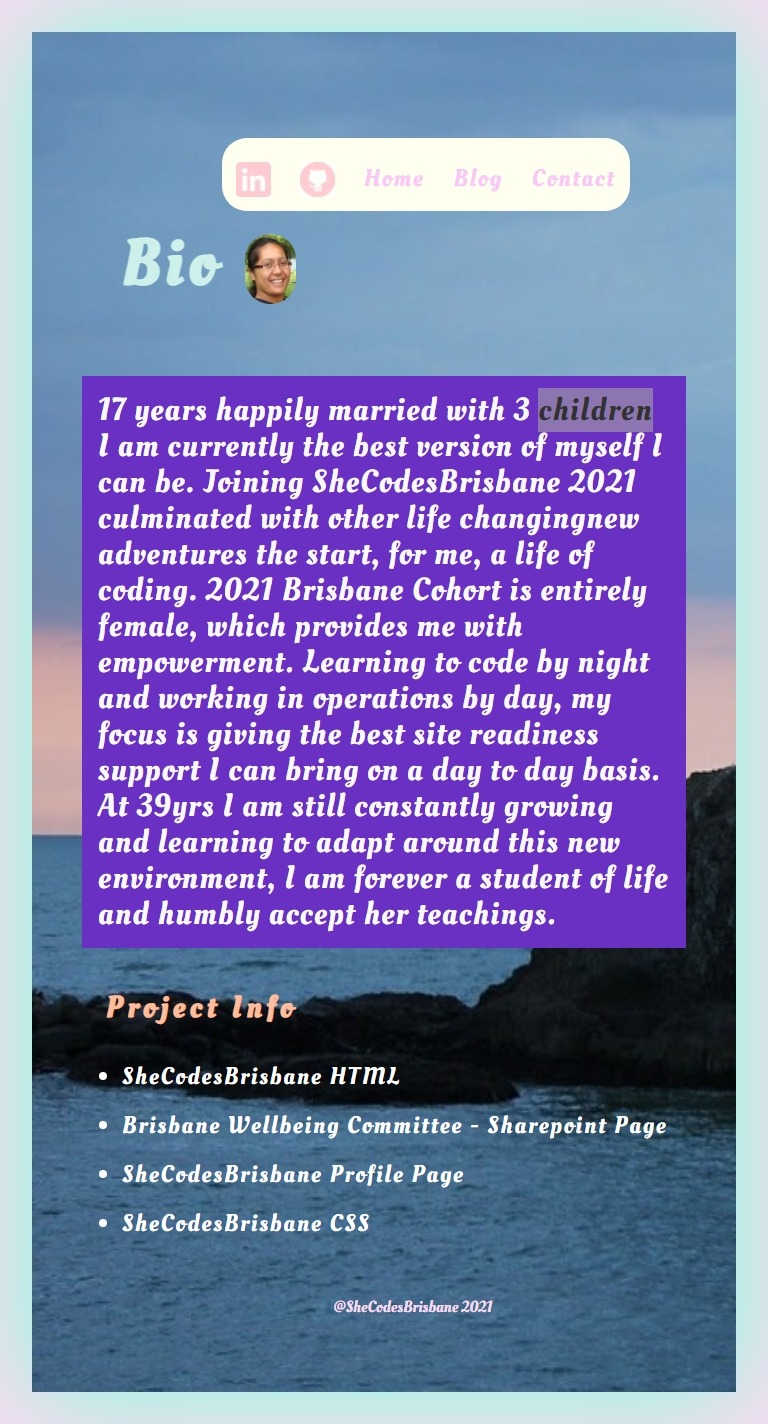 in Home Blog Contact
Bio
17 years happily married with 3 children
I am currently the best version of myself I
can be. Joining SheCodesBrisbane 2021
culminated with other life changingnew
adventures the start, for me, a life of
coding. 2021 Brisbane Cohort is entirely
female, which provides me with
empowerment. Learning to code by night
and working in operations by day, my
focus is giving the best site readiness
support I can bring on a day to day basis.
At 39yrs I am still constantly growing
and learning to adapt around this new
environment, I am forever a student of life
and humbly accept her teachings.
Project Info
• SheCodesBrisbane HTML
• Brisbane Wellbeing Committee - Sharepoint Page
• SheCodesBrisbane Profile Page
• SheCodesBrisbane CSS
@SheCodesBrisbane 2021